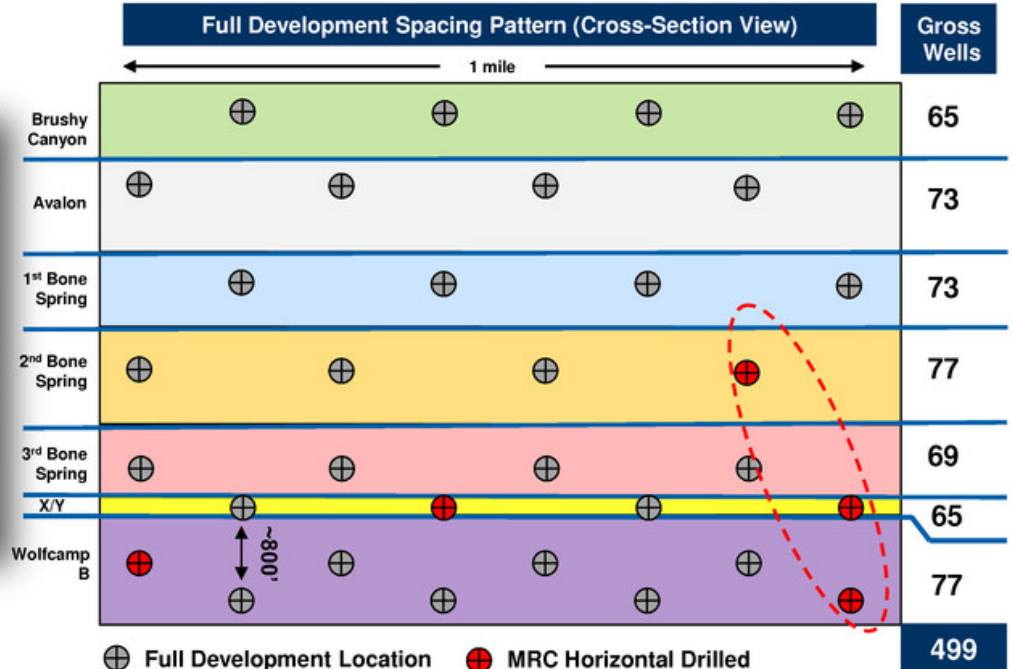 Full Development Spacing Pattern (Cross-Section View)
Gross
Wells
1 mile
Brushy
Canyon
65
Avalon
73
1st Bone
Spring
73
2nd Bone
Spring
77
3rd Bone
Spring
69
X/Y
65
Wolfcamp
B
~800'
77
Full Development Location
MRC Horizontal Drilled
499